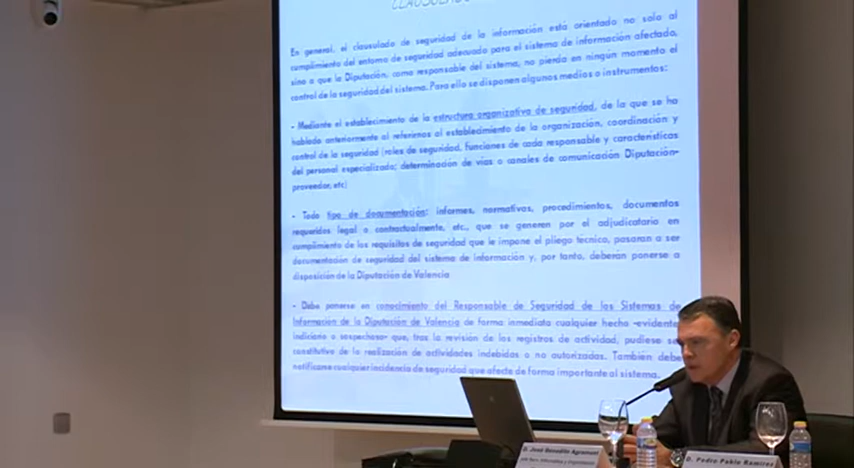 En general, el clausulado de seguridad de la información está orientado no solo al
cumplimiento del entorno de seguridad adecuado para el sistema de información afectado,
sino a que la Diputación, como responsable del sistema, no pierda en ningún momento el
control de la seguridad del sistema. Para ello se disponen algunos medios o instrumentos:
- Mediante el establecimiento de la estructura organizativa de seguridad, de la que se ha
hablado anteriormente al referirnos al establecimiento de la organización, coordinación y
control de la seguridad (roles de seguridad, funciones de cada responsable y características
del personal especializado; determinación de vías o canales de comunicación Diputación-
proveedor, etc)
- Todo tipo de documentación: informes, normativas, procedimientos, documentos
requeridos legal o contractualmente, etc., que se generen por el adjudicatario en
cumplimiento de los requisitos de seguridad que le impone el pliego técnico, pasaran a ser
documentación de seguridad del sistema de información y, por tanto, deberán ponerse a
disposición de la Diputación de Valencia
- Debe ponerse en conocimiento del Responsable de Seguridad de los Sistemas de
Información de la Diputación de Valencia de forma inmediata cualquier hecho -evidente,
indiciario o sospechoso- que, tras la revisión de los registros de actividad, pudiese se
constitutivo de la realización de actividades indebidas o no autorizadas. También debe
notificarse cualquier incidencia de seguridad que afecte de forma importante al sistema.
D. José Benedito Agramunt
D. Pedro Pablo Ramírez